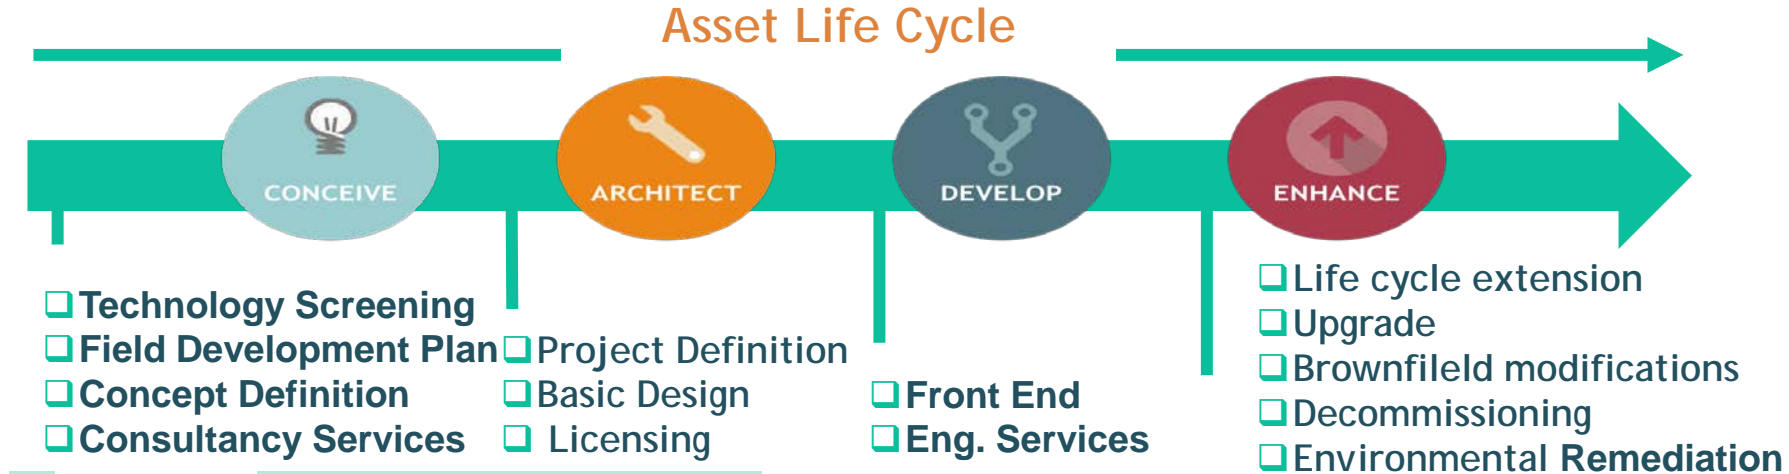 Asset Life Cycle
CONCEIVE
ARCHITECT
DEVELOP
ENHANCE
Technology Screening
Field Development Plan
Concept Definition
Consultancy Services
Project Definition
Basic Design
Licensing
Front End
Eng. Services
Life cycle extension
Upgrade
Brownfileld modifications
Decommissioning
Environmental Remediation